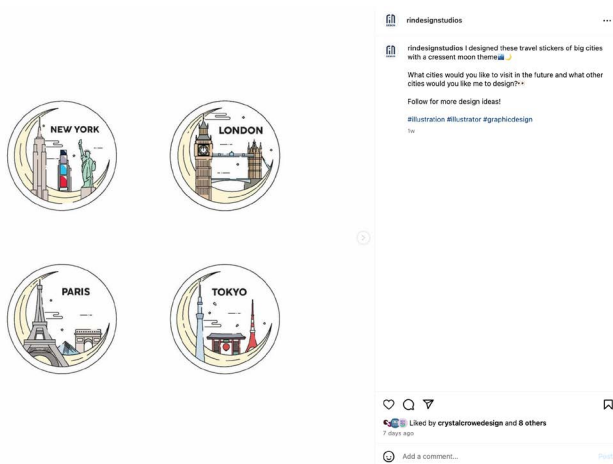 NEW YORK
LONDON
PARIS
TOKYO
rindesignstudios
rindesignstudios I designed these travel stickers of big cities
with a cressent moon theme🌃🌙
What cities would you like to visit in the future and what other
cities would you like me to design?👀
Follow for more design ideas!
#illustration #illustrator #graphicdesign
1w
Liked by crystalcrowedesign and 8 others
7 days ago
Add a comment...
Post